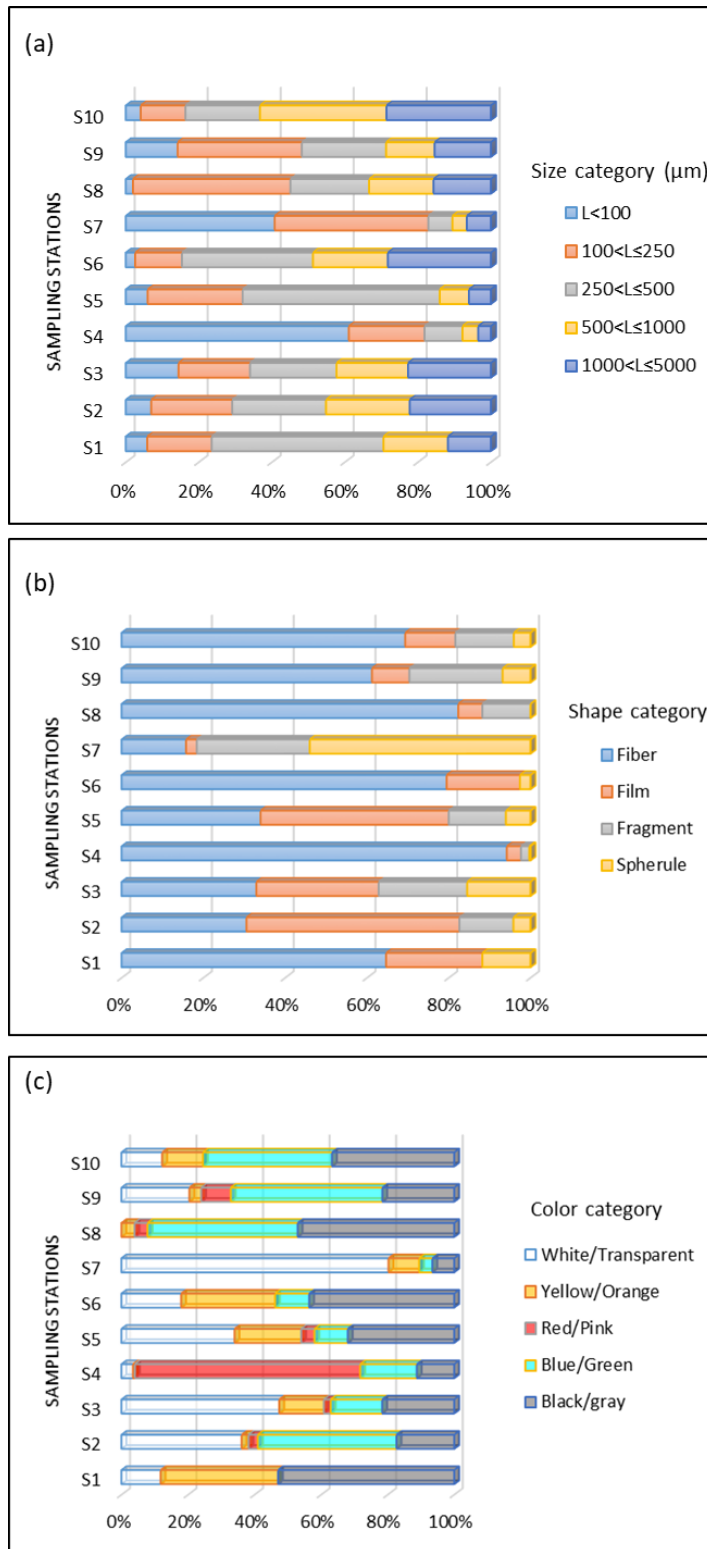 (a)
SAMPLING STATIONS
S10
S9
S8
S7
S6
S5
S4
S3
S2
S1
0% 20% 40% 60% 80% 100%
Size category (µm)
L<100
100<L≤250
250<L≤500
500<L≤1000
1000<L≤5000
(b)
SAMPLING STATIONS
S10
S9
S8
S7
S6
S5
S4
S3
S2
S1
0% 20% 40% 60% 80% 100%
Shape category
Fiber
Film
Fragment
Spherule
(c)
SAMPLING STATIONS
S10
S9
S8
S7
S6
S5
S4
S3
S2
S1
0% 20% 40% 60% 80% 100%
Color category
White/Transparent
Yellow/Orange
Red/Pink
Blue/Green
Black/gray